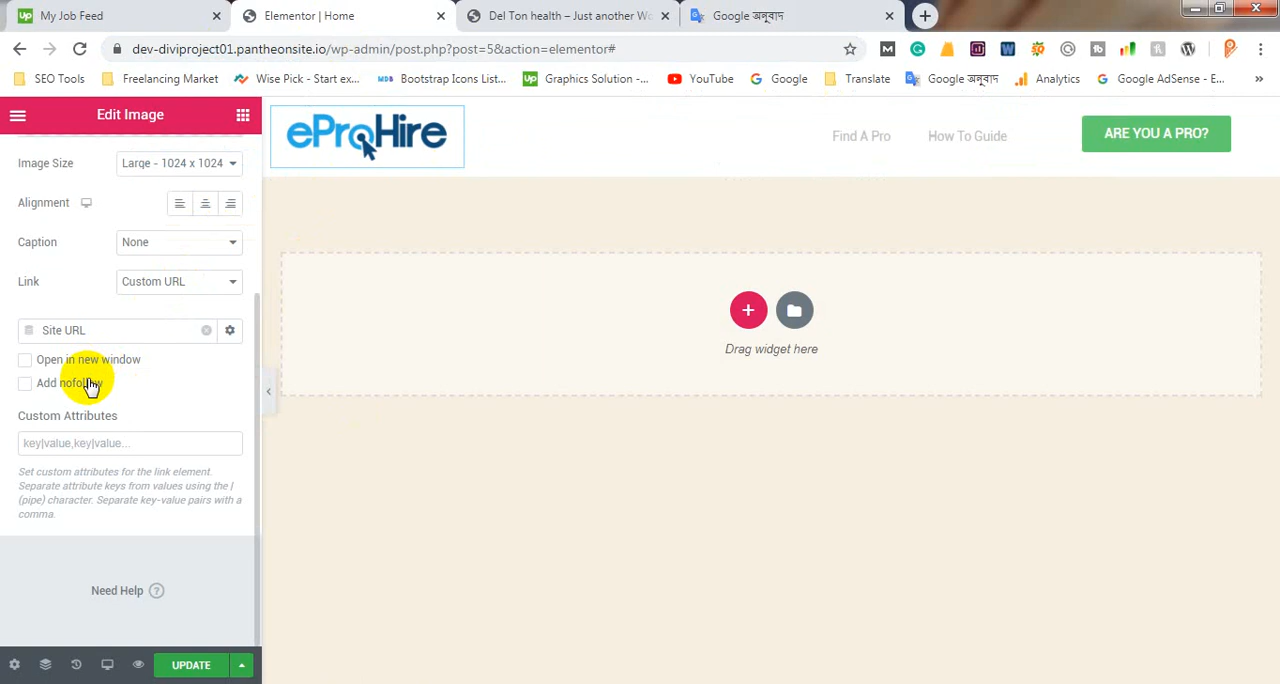 My Job Feed
Elementor | Home
Del Ton health – Just another Wo
Google অনুবাদ
dev-diviproject01.pantheonsite.io/wp-admin/post.php?post=5&action=elementor#
SEO Tools
Freelancing Market
Wise Pick - Start ex...
Bootstrap Icons List...
Graphics Solution -...
YouTube
Google
Translate
Google অনুবাদ
Analytics
Google AdSense - E...
Edit Image
eProHire
Find A Pro
How To Guide
ARE YOU A PRO?
Image Size
Large - 1024 x 1024
Alignment
Caption
None
Link
Custom URL
Site URL
Open in new window
Add nofollow
Custom Attributes
key|value,key|value...
Set custom attributes for the link element.
Separate attribute keys from values using the |
(pipe) character. Separate key-value pairs with a
comma.
Drag widget here
Need Help
UPDATE